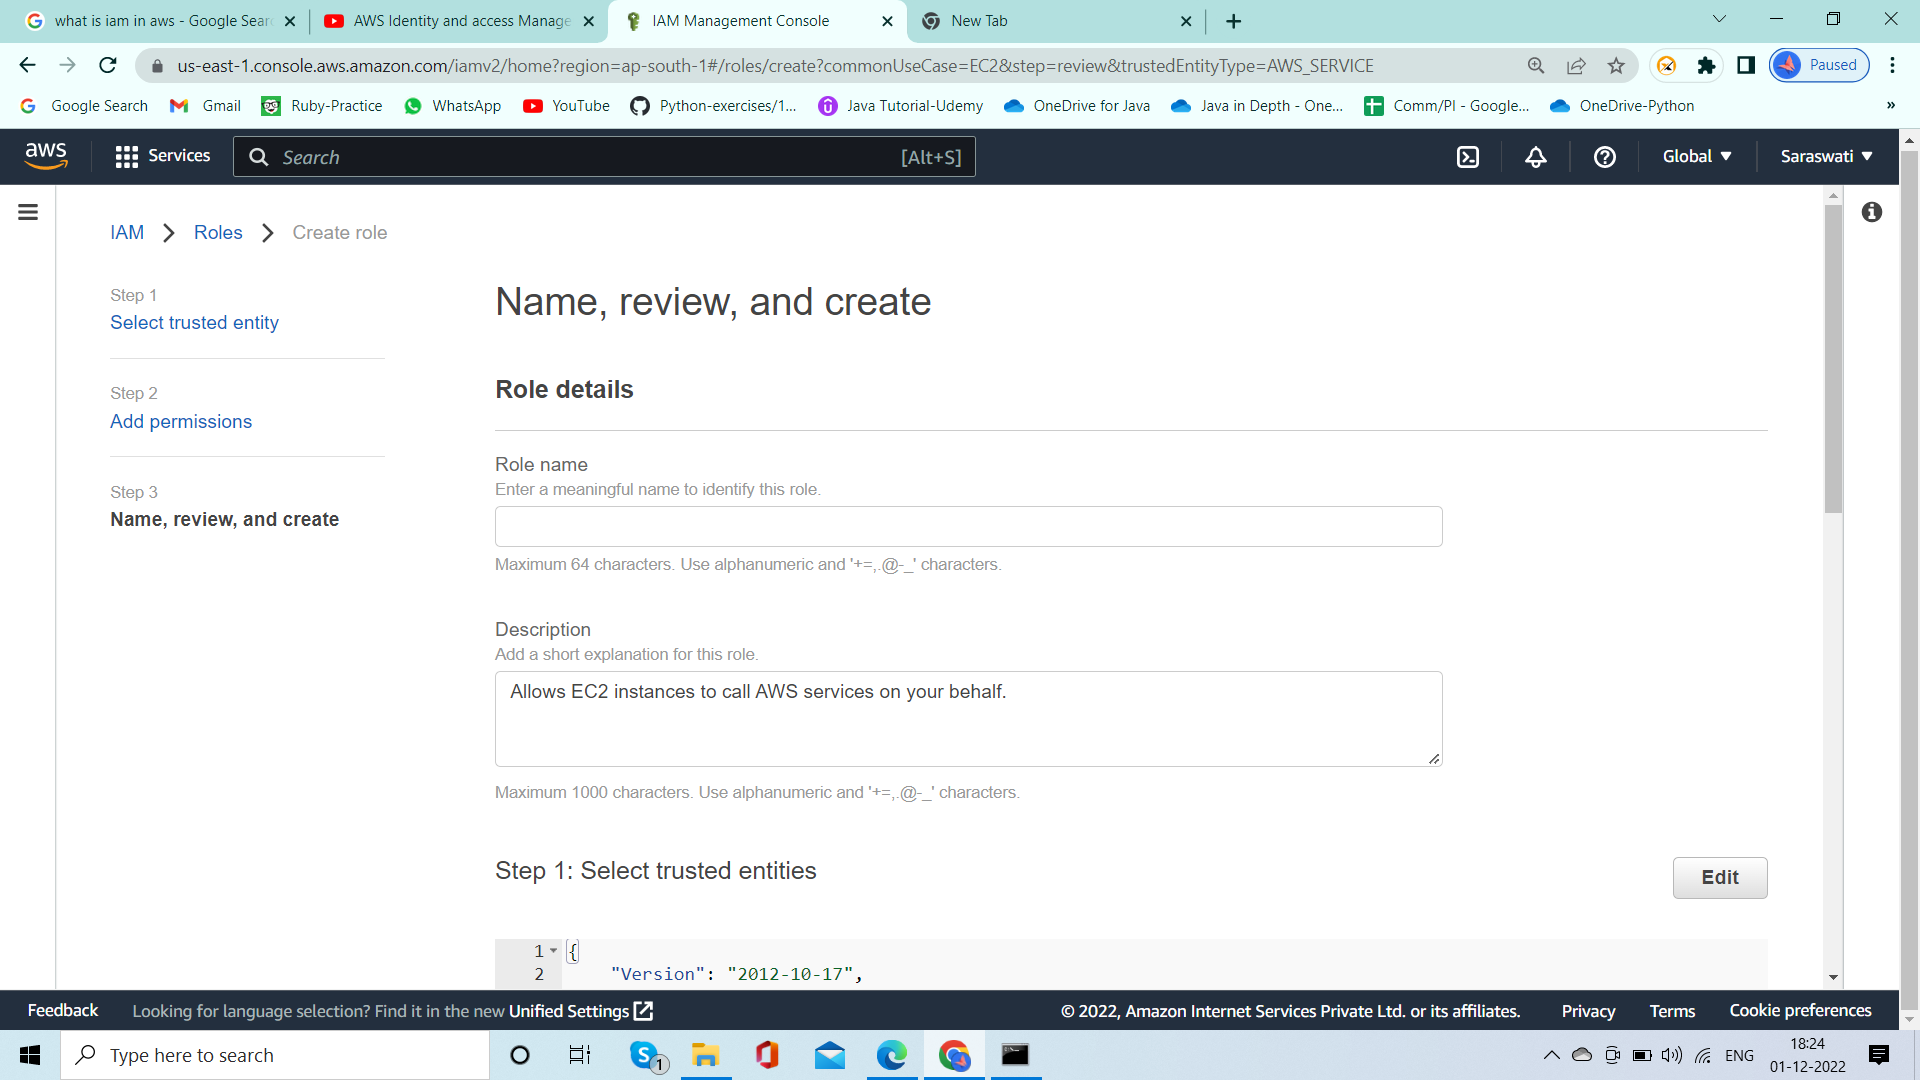 what is iam in aws - Google Sear
AWS Identity and access Manage
IAM Management Console
New Tab
us-east-1.console.aws.amazon.com/iamv2/home?region=ap-south-1#/roles/create?commonUseCase=EC2&step=review&trustedEntityType=AWS_SERVICE
Paused
Google Search
Gmail
Ruby-Practice
WhatsApp
YouTube
Python-exercises/1...
Java Tutorial-Udemy
OneDrive for Java
Java in Depth - One...
Comm/PI - Google...
OneDrive-Python
»
aws
Services
Search
[Alt+S]
Global
Saraswati
IAM
Roles
Create role
Step 1
Select trusted entity
Step 2
Add permissions
Step 3
Name, review, and create
Name, review, and create
Role details
Role name
Enter a meaningful name to identify this role.
Maximum 64 characters. Use alphanumeric and '+=,.@-_' characters.
Description
Add a short explanation for this role.
Allows EC2 instances to call AWS services on your behalf.
Maximum 1000 characters. Use alphanumeric and '+=,.@-_' characters.
Step 1: Select trusted entities
Edit
1 {
2 "Version": "2012-10-17",
Feedback
Looking for language selection? Find it in the new Unified Settings
© 2022, Amazon Internet Services Private Ltd. or its affiliates.
Privacy
Terms
Cookie preferences
Type here to search
1
ENG
18:24
01-12-2022